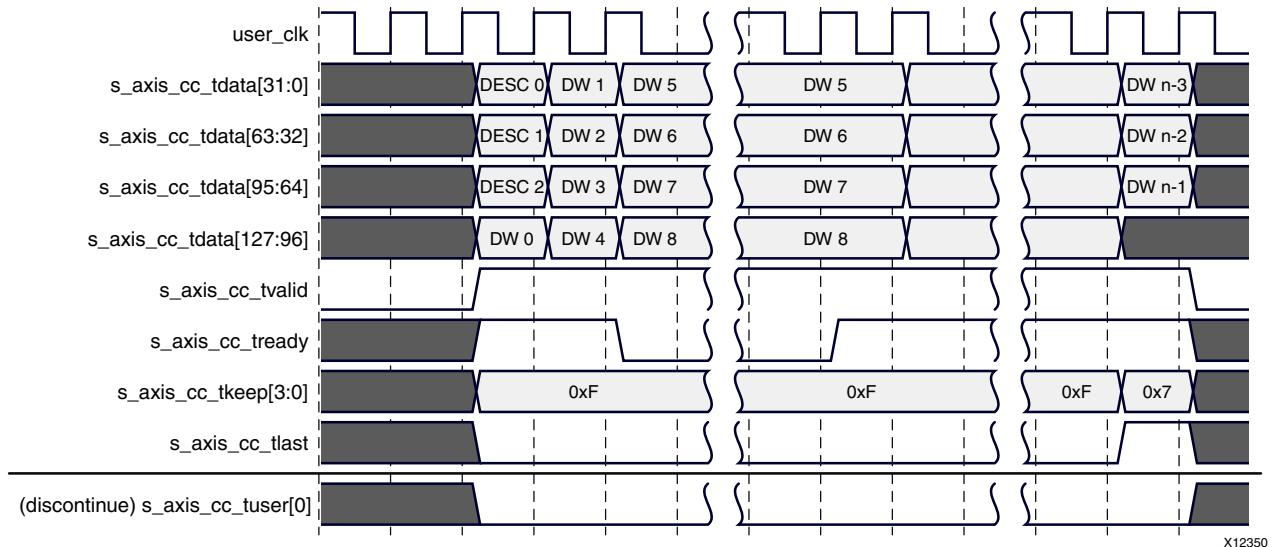 user_clk
s_axis_cc_tdata[31:0] DESC 0 DW 1 DW 5 DW 5 DW n-3
s_axis_cc_tdata[63:32] DESC 1 DW 2 DW 6 DW 6 DW n-2
s_axis_cc_tdata[95:64] DESC 2 DW 3 DW 7 DW 7 DW n-1
s_axis_cc_tdata[127:96] DW 0 DW 4 DW 8 DW 8
s_axis_cc_tvalid
s_axis_cc_tready
s_axis_cc_tkeep[3:0] 0xF 0xF 0xF 0x7
s_axis_cc_tlast
(discontinue) s_axis_cc_tuser[0]
X12350